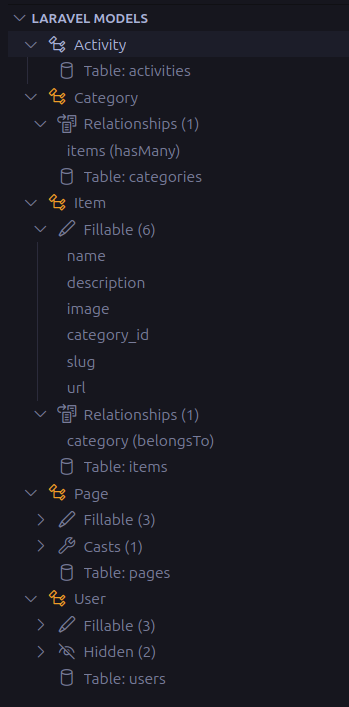 LARAVEL MODELS
Activity
Table: activities
Category
Relationships (1)
items (hasMany)
Table: categories
Item
Fillable (6)
name
description
image
category_id
slug
url
Relationships (1)
category (belongsTo)
Table: items
Page
Fillable (3)
Casts (1)
Table: pages
User
Fillable (3)
Hidden (2)
Table: users